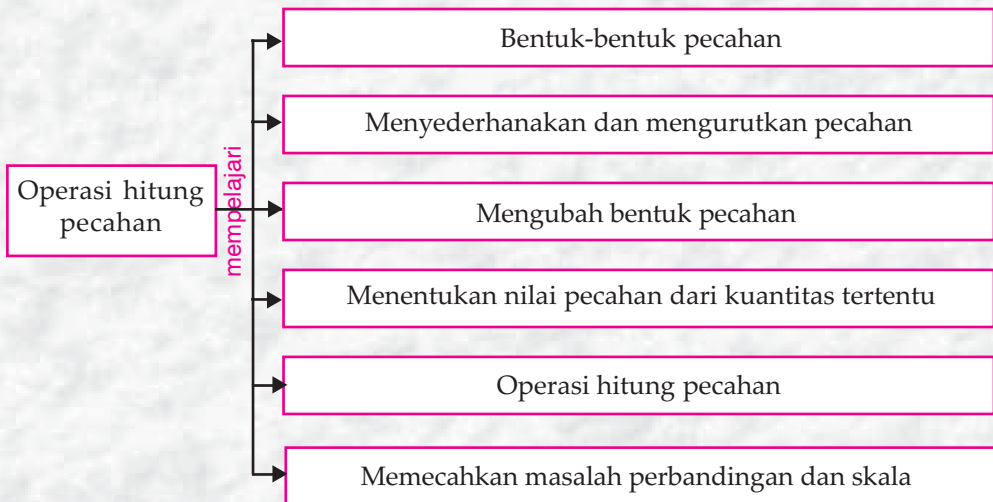 Operasi hitung
pecahan
mempelajari
Bentuk-bentuk pecahan
Menyederhanakan dan mengurutkan pecahan
Mengubah bentuk pecahan
Menentukan nilai pecahan dari kuantitas tertentu
Operasi hitung pecahan
Memecahkan masalah perbandingan dan skala